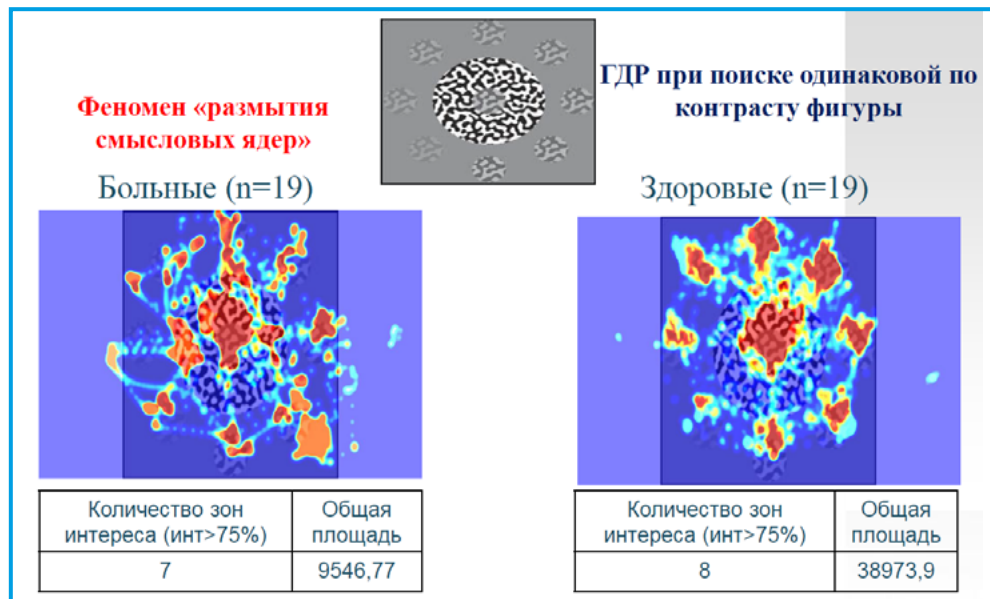 Феномен «размытия
смысловых ядер»
ГДР при поиске одинаковой по
контрасту фигуры
Больные (n=19)
Здоровые (n=19)
Количество зон
интереса (инт>75%)
Общая
площадь
7
9546,77
Количество зон
интереса (инт>75%)
Общая
площадь
8
38973,9